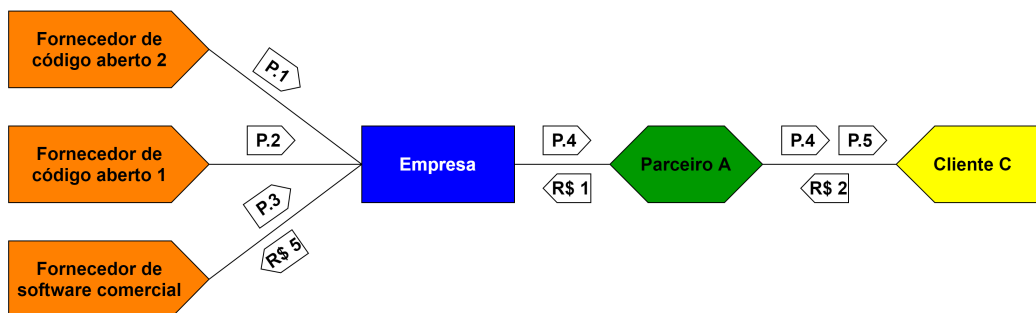 Fornecedor de
código aberto 2
P.1
P.2
Fornecedor de
código aberto 1
Empresa
P.4
R$ 1
Parceiro A
P.4
P.5
R$ 2
Cliente C
P.3
R$ 5
Fornecedor de
software comercial